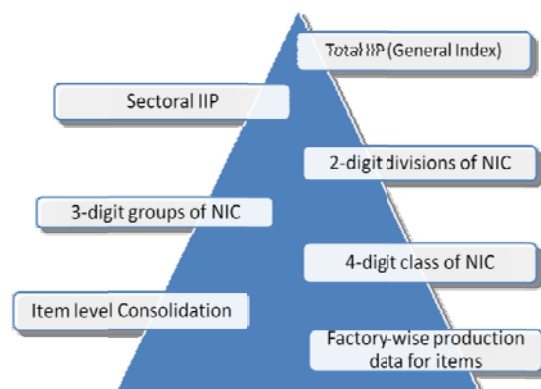 Total IIP (General Index)
Sectoral IIP
2-digit divisions of NIC
3-digit groups of NIC
4-digit class of NIC
Item level Consolidation
Factory-wise production
data for items